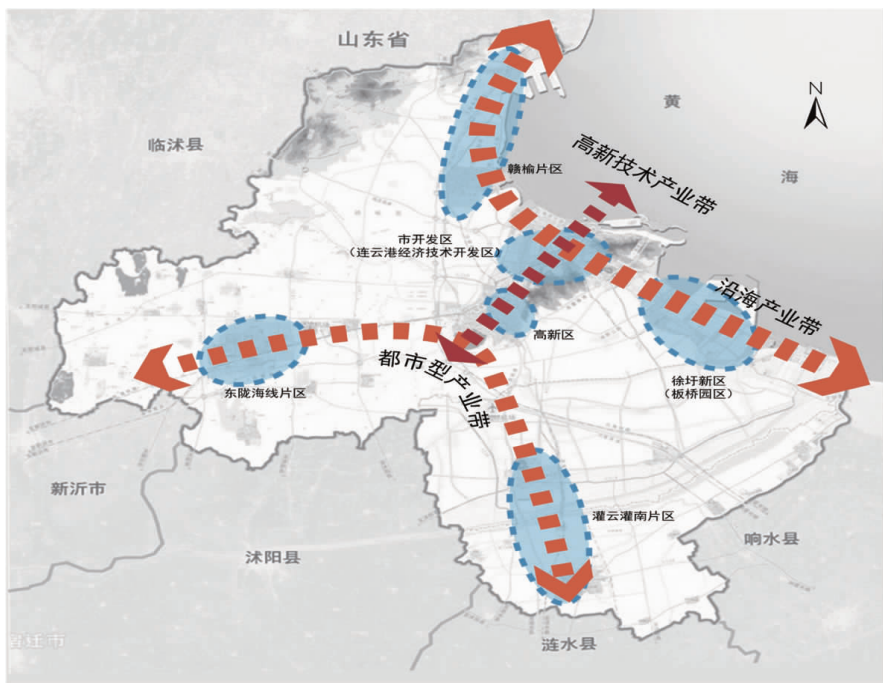 山东省
N
黄
海
临沭县
高新技术产业带
赣榆片区
市开发区
（连云港经济技术开发区）
沿海产业带
高新区
都市型产业带
徐圩新区
（板桥园区）
东陇海线片区
新沂市
灌云灌南片区
沭阳县
响水县
涟水县